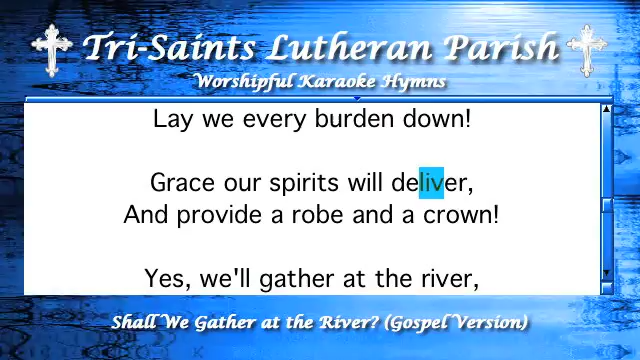 Tri-Saints Lutheran Parish
Worshipful Karaoke Hymns
Lay we every burden down!
Grace our spirits will deliver,
And provide a robe and a crown!
Yes, we'll gather at the river,
Shall We Gather at the River? (Gospel Version)